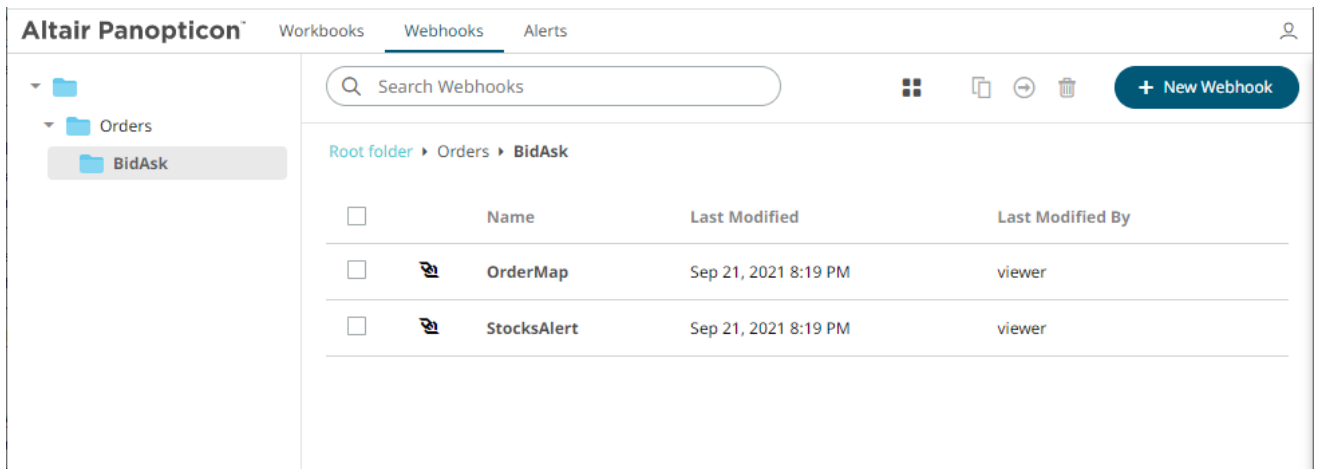 Altair Panopticon™ Workbooks Webhooks Alerts
Search Webhooks + New Webhook
Orders
BidAsk
Root folder ▸ Orders ▸ BidAsk
Name Last Modified Last Modified By
OrderMap Sep 21, 2021 8:19 PM viewer
StocksAlert Sep 21, 2021 8:19 PM viewer